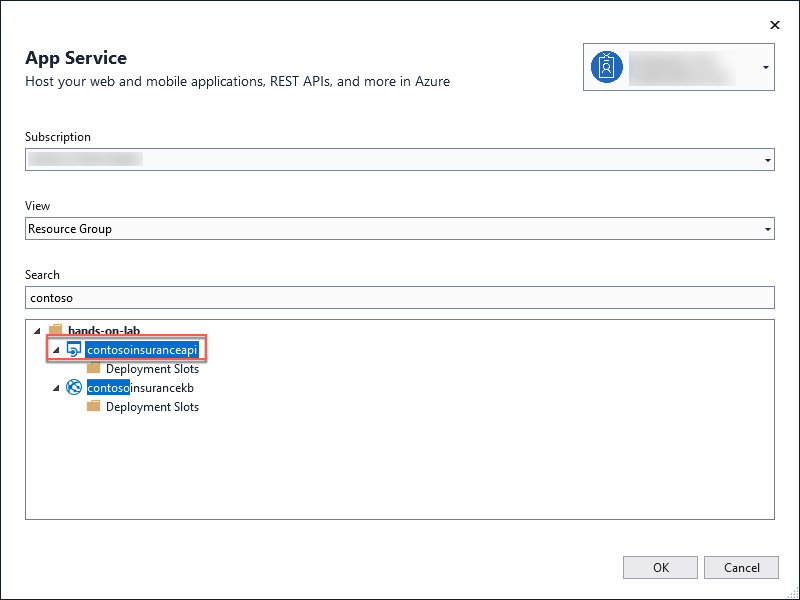 App Service
Host your web and mobile applications, REST APIs, and more in Azure
Subscription
View
Resource Group
Search
contoso
hands-on-lab
contosoinsuranceapi
Deployment Slots
contosoinsurancekb
Deployment Slots
OK
Cancel